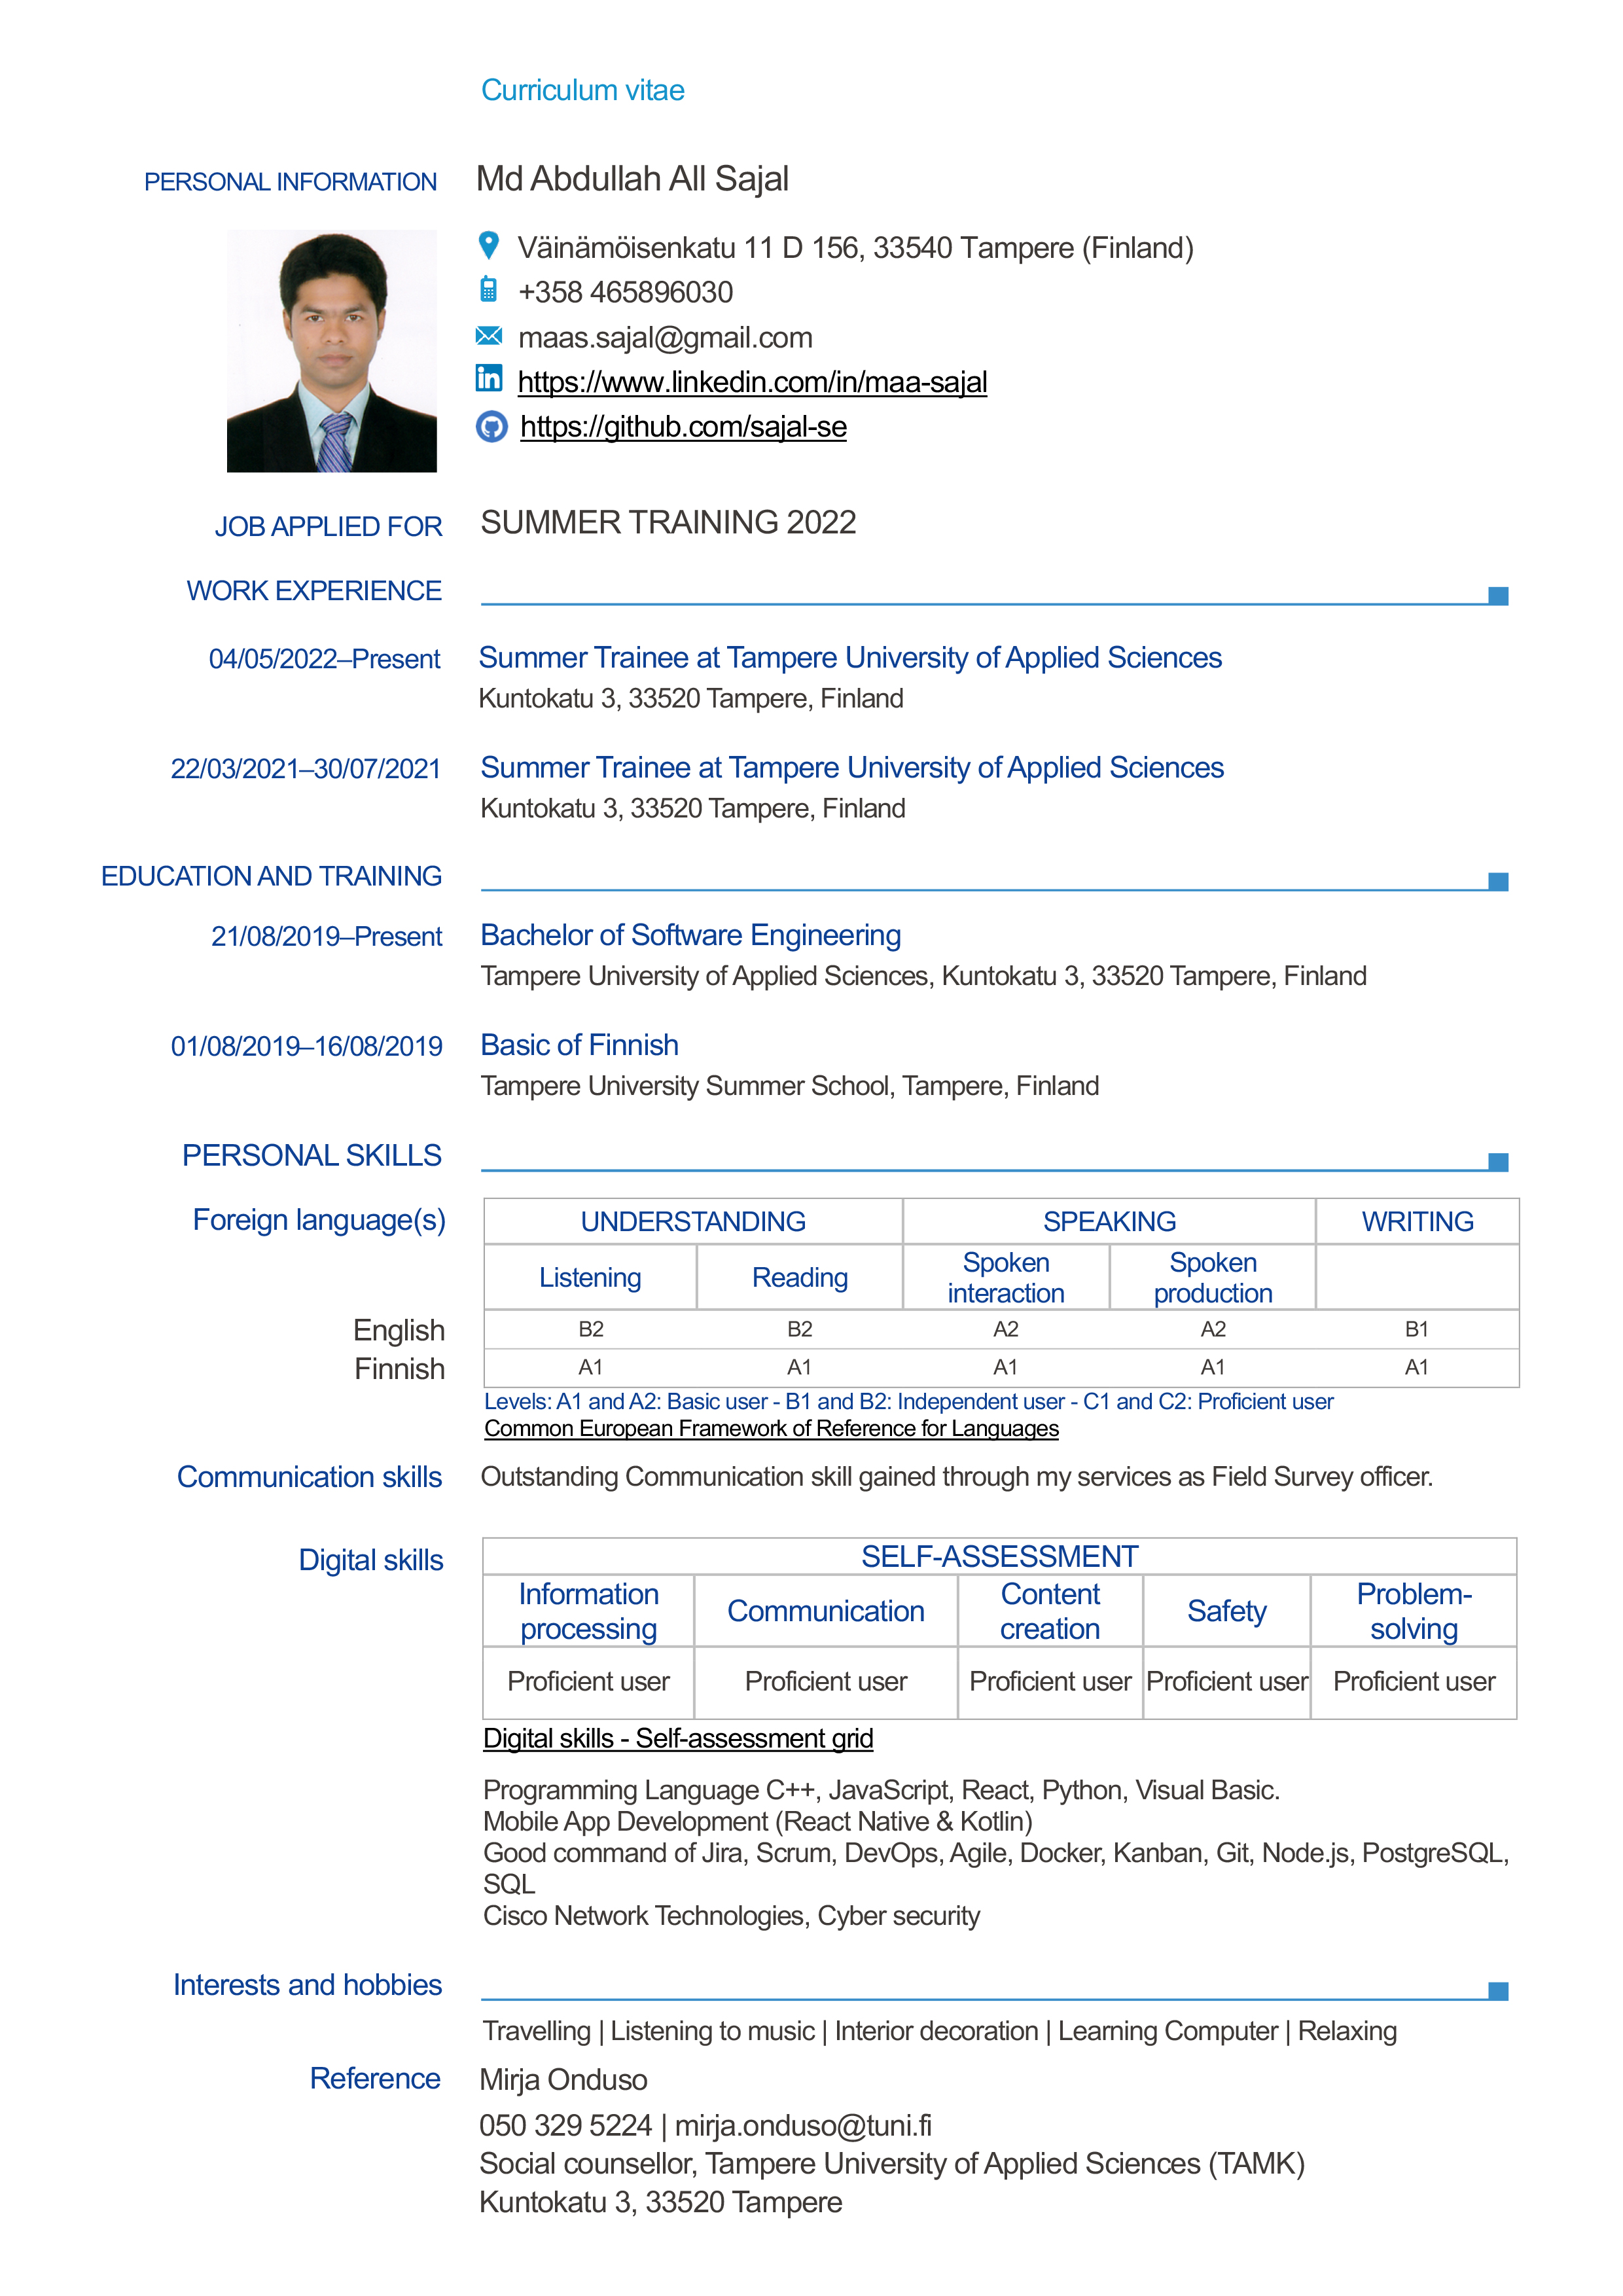 Curriculum vitae
PERSONAL INFORMATION Md Abdullah All Sajal
Väinämöisenkatu 11 D 156, 33540 Tampere (Finland)
+358 465896030
maas.sajal@gmail.com
https://www.linkedin.com/in/maa-sajal
https://github.com/sajal-se
JOB APPLIED FOR SUMMER TRAINING 2022
WORK EXPERIENCE
04/05/2022–Present Summer Trainee at Tampere University of Applied Sciences
Kuntokatu 3, 33520 Tampere, Finland
22/03/2021–30/07/2021 Summer Trainee at Tampere University of Applied Sciences
Kuntokatu 3, 33520 Tampere, Finland
EDUCATION AND TRAINING
21/08/2019–Present Bachelor of Software Engineering
Tampere University of Applied Sciences, Kuntokatu 3, 33520 Tampere, Finland
01/08/2019–16/08/2019 Basic of Finnish
Tampere University Summer School, Tampere, Finland
PERSONAL SKILLS
Foreign language(s) UNDERSTANDING SPEAKING WRITING
Listening Reading Spoken interaction Spoken production
English B2 B2 A2 A2 B1
Finnish A1 A1 A1 A1 A1
Levels: A1 and A2: Basic user - B1 and B2: Independent user - C1 and C2: Proficient user
Common European Framework of Reference for Languages
Communication skills Outstanding Communication skill gained through my services as Field Survey officer.
Digital skills SELF-ASSESSMENT
Information processing Communication Content creation Safety Problem-solving
Proficient user Proficient user Proficient user Proficient user Proficient user
Digital skills - Self-assessment grid
Programming Language C++, JavaScript, React, Python, Visual Basic.
Mobile App Development (React Native & Kotlin)
Good command of Jira, Scrum, DevOps, Agile, Docker, Kanban, Git, Node.js, PostgreSQL,
SQL
Cisco Network Technologies, Cyber security
Interests and hobbies
Travelling | Listening to music | Interior decoration | Learning Computer | Relaxing
Reference Mirja Onduso
050 329 5224 | mirja.onduso@tuni.fi
Social counsellor, Tampere University of Applied Sciences (TAMK)
Kuntokatu 3, 33520 Tampere